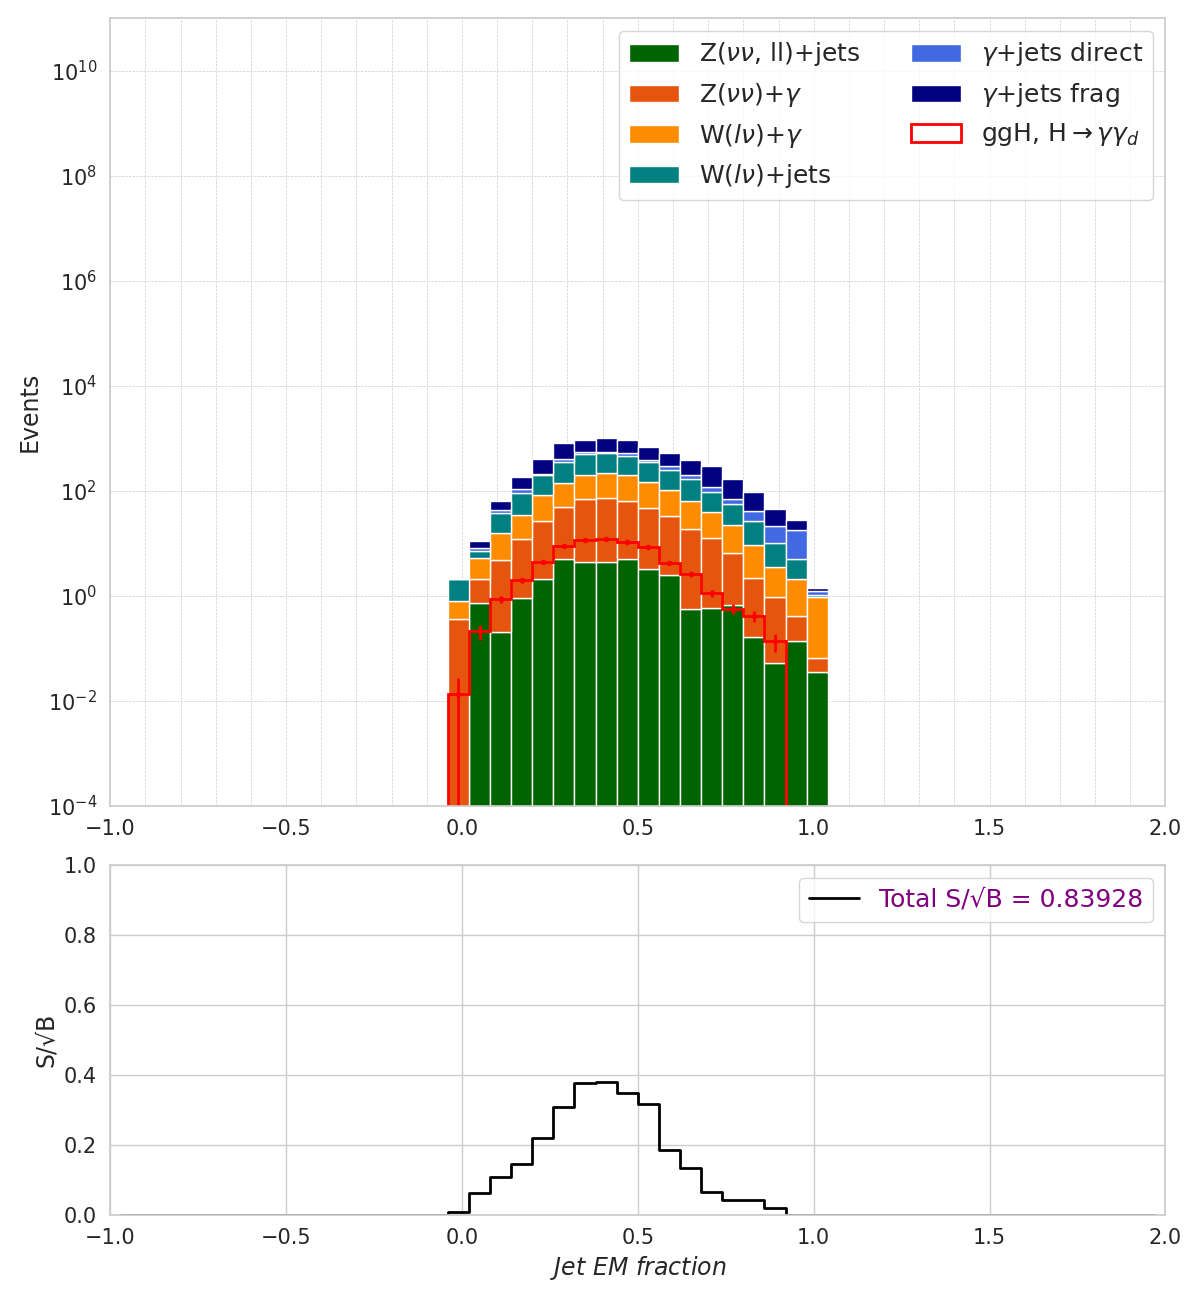 Z(νν, ll)+jets
Z(νν)+γ
W(lν)+γ
W(lν)+jets
γ+jets direct
γ+jets frag
ggH, H→γγ_d
Events
10^10
10^8
10^6
10^4
10^2
10^0
10^−2
10^−4
−1.0 −0.5 0.0 0.5 1.0 1.5 2.0
Total S/√B = 0.83928
S/√B
1.0
0.8
0.6
0.4
0.2
0.0
−1.0 −0.5 0.0 0.5 1.0 1.5 2.0
Jet EM fraction